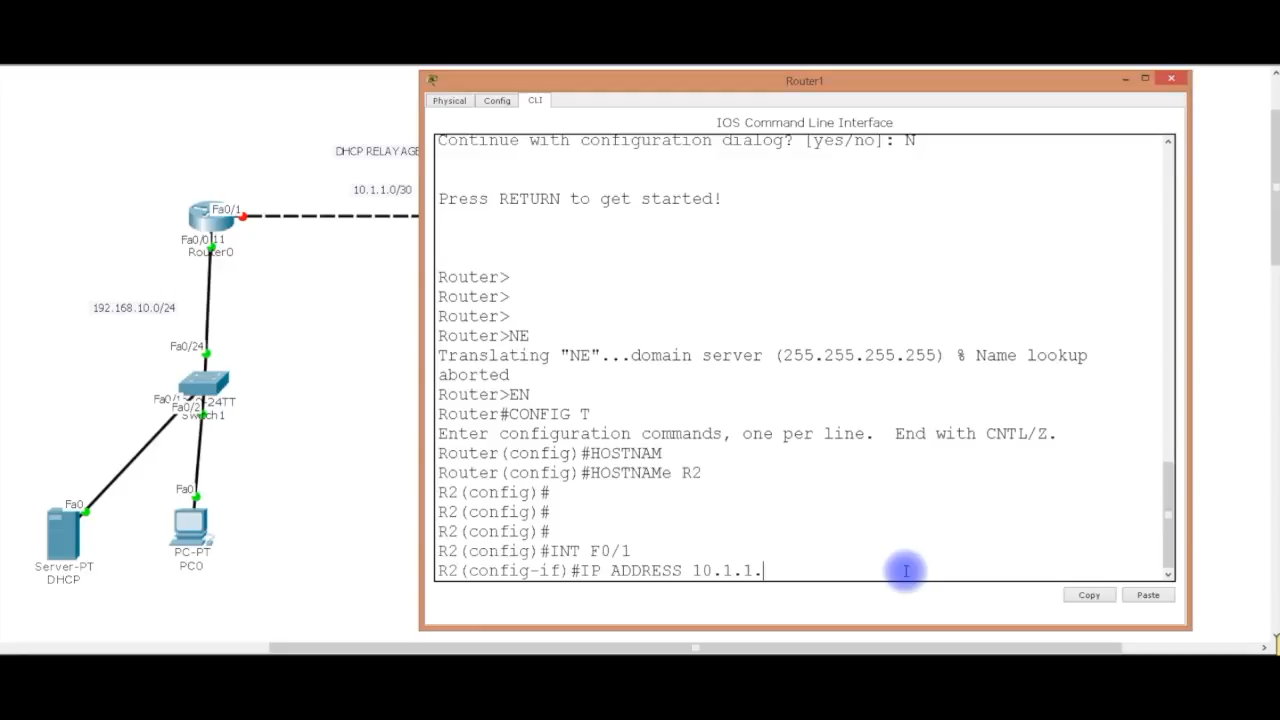 Router1
Physical
Config
CLI
IOS Command Line Interface
Continue with configuration dialog? [yes/no]: N
Press RETURN to get started!
Router>
Router>
Router>
Router>NE
Translating "NE"...domain server (255.255.255.255) % Name lookup
aborted
Router>EN
Router#CONFIG T
Enter configuration commands, one per line.  End with CNTL/Z.
Router(config)#HOSTNAM
Router(config)#HOSTNAMe R2
R2(config)#
R2(config)#
R2(config)#
R2(config)#INT F0/1
R2(config-if)#IP ADDRESS 10.1.1.
Copy
Paste
DHCP RELAY AGE
10.1.1.0/30
Fa0/1
Fa0/0
Router0
192.168.10.0/24
Fa0/24
Fa0/1
Fa0/2
-24TT
Fa0
Server-PT
DHCP
Fa0
PC-PT
PC0